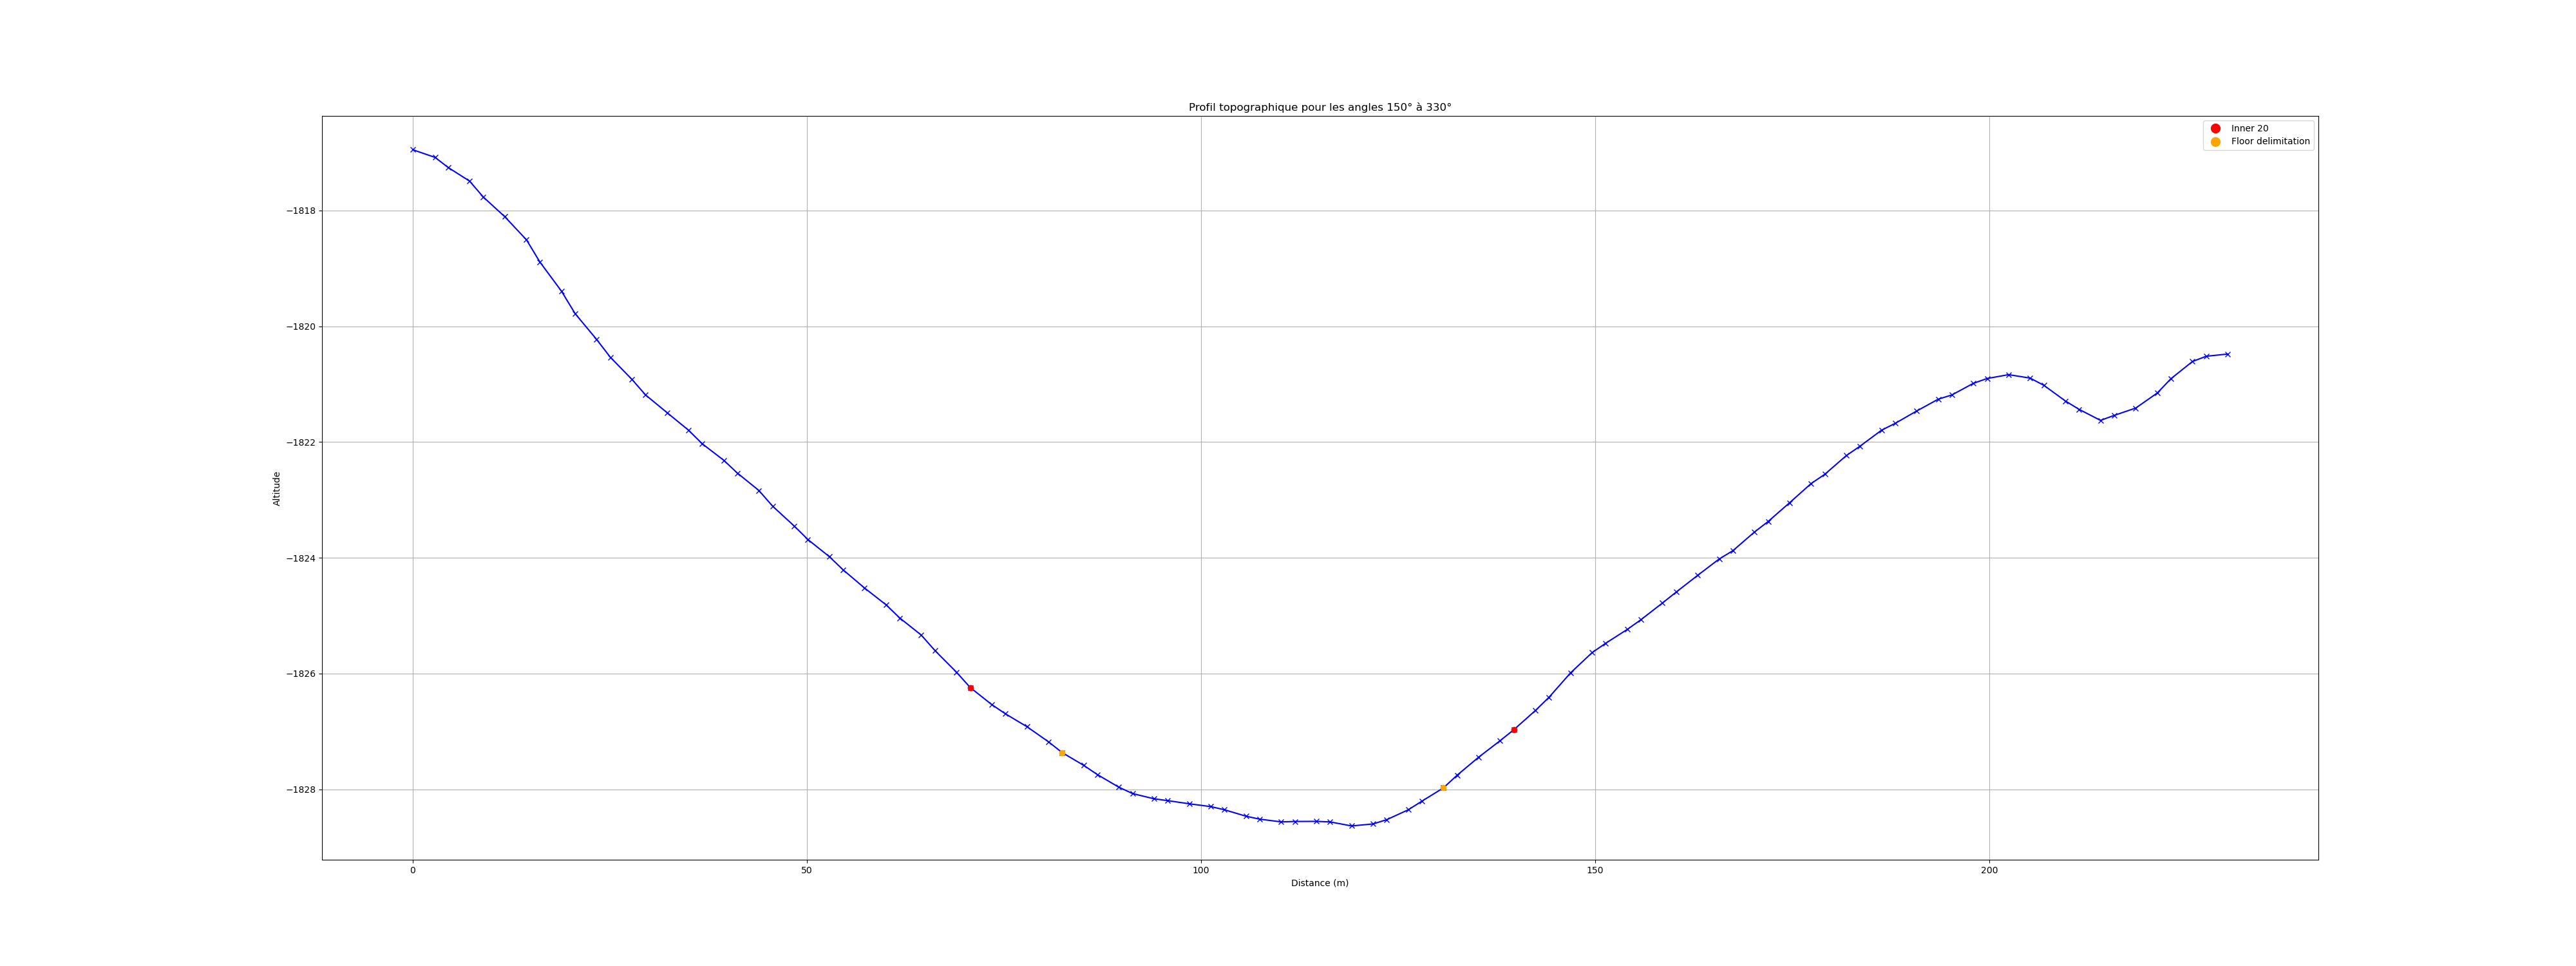 Profil topographique pour les angles 150° à 330°
Inner 20
Floor delimitation
−1818
−1820
−1822
−1824
−1826
−1828
Altitude
0
50
100
150
200
Distance (m)